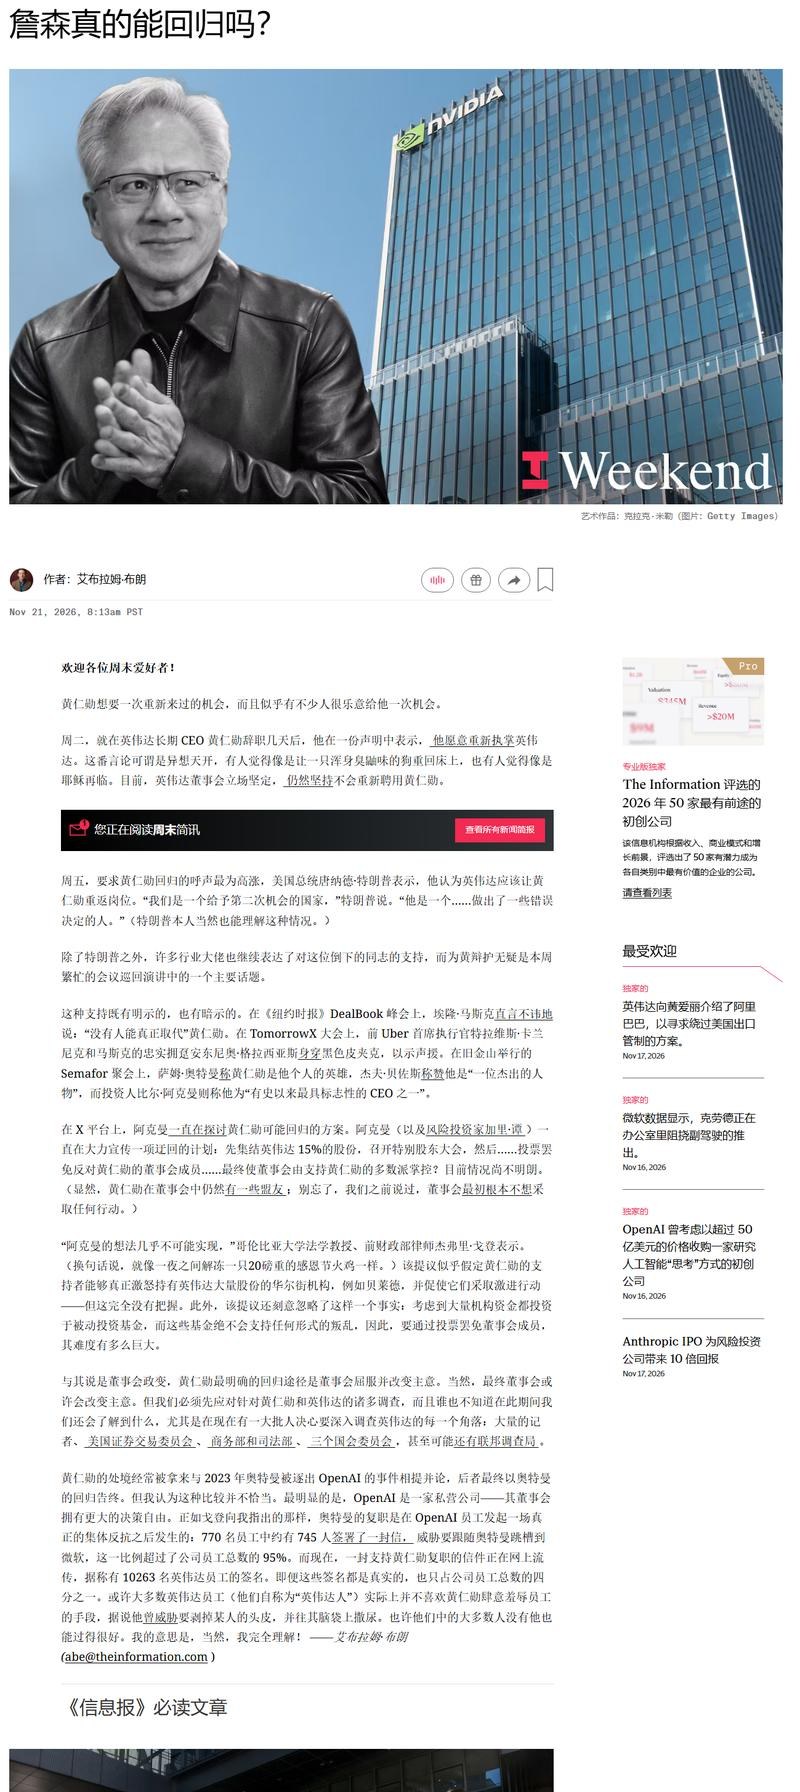 詹森真的能回归吗?
NVIDIA
Weekend
艺术作品：克拉克·米勒（图片：Getty Images）
作者：艾布拉姆·布朗
Nov 21, 2026, 8:13am PST
欢迎各位周末爱好者！
黄仁勋想要一次重新来过的机会，而且似乎有不少人很乐意给他一次机会。
周二，就在英伟达长期 CEO 黄仁勋辞职几天后，他在一份声明中表示， 他愿意重新执掌英伟
达。这番言论可谓是异想天开，有人觉得像是让一只浑身臭鼬味的狗重回床上，也有人觉得像是
耶稣再临。目前，英伟达董事会立场坚定， 仍然坚持不会重新聘用黄仁勋。
您正在阅读周末简讯
查看所有新闻简报
周五，要求黄仁勋回归的呼声最为高涨，美国总统唐纳德·特朗普表示，他认为英伟达应该让黄
仁勋重返岗位。“我们是一个给予第二次机会的国家，”特朗普说。“他是一个……做出了一些错误
决定的人。”（特朗普本人当然也能理解这种情况。）
除了特朗普之外，许多行业大佬也继续表达了对这位倒下的同志的支持，而为黄辩护无疑是本周
繁忙的会议巡回演讲中的一个主要话题。
这种支持既有明示的，也有暗示的。在《纽约时报》DealBook 峰会上，埃隆·马斯克直言不讳地
说：“没有人能真正取代”黄仁勋。在 TomorrowX 大会上，前 Uber 首席执行官特拉维斯·卡兰
尼克和马斯克的忠实拥趸安东尼奥·格拉西亚斯身穿黑色皮夹克，以示声援。在旧金山举行的
Semafor 聚会上，萨姆·奥特曼称黄仁勋是他个人的英雄，杰夫·贝佐斯称赞他是“一位杰出的人
物”，而投资人比尔·阿克曼则称他为“有史以来最具标志性的 CEO 之一”。
在 X 平台上，阿克曼一直在探讨黄仁勋可能回归的方案。阿克曼（以及风险投资家加里·谭 ）一
直在大力宣传一项迂回的计划：先集结英伟达 15%的股份，召开特别股东大会，然后……投票罢
免反对黄仁勋的董事会成员……最终使董事会由支持黄仁勋的多数派掌控？目前情况尚不明朗。
（显然，黄仁勋在董事会中仍然有一些盟友 ；别忘了，我们之前说过，董事会最初根本不想采
取任何行动。）
“阿克曼的想法几乎不可能实现，”哥伦比亚大学法学教授、前财政部律师杰弗里·戈登表示。
（换句话说，就像一夜之间解冻一只20磅重的感恩节火鸡一样。）该提议似乎假定黄仁勋的支
持者能够真正激怒持有英伟达大量股份的华尔街机构，例如贝莱德，并促使它们采取激进行动
——但这完全没有把握。此外，该提议还刻意忽略了这样一个事实：考虑到大量机构资金都投资
于被动投资基金，而这些基金绝不会支持任何形式的叛乱，因此，要通过投票罢免董事会成员，
其难度有多么巨大。
与其说是董事会政变，黄仁勋最明确的回归途径是董事会屈服并改变主意。当然，最终董事会或
许会改变主意。但我们必须先应对针对黄仁勋和英伟达的诸多调查，而且谁也不知道在此期间我
们还会了解到什么，尤其是在现在有一大批人决心要深入调查英伟达的每一个角落：大量的记
者、 美国证券交易委员会 、 商务部和司法部 、 三个国会委员会 ，甚至可能还有联邦调查局 。
黄仁勋的处境经常被拿来与 2023 年奥特曼被逐出 OpenAI 的事件相提并论，后者最终以奥特曼
的回归告终。但我认为这种比较并不恰当。最明显的是，OpenAI 是一家私营公司——其董事会
拥有更大的决策自由。正如戈登向我指出的那样，奥特曼的复职是在 OpenAI 员工发起一场真
正的集体反抗之后发生的：770 名员工中约有 745 人签署了一封信， 威胁要跟随奥特曼跳槽到
微软，这一比例超过了公司员工总数的 95%。而现在，一封支持黄仁勋复职的信件正在网上流
传，据称有 10263 名英伟达员工的签名。即便这些签名都是真实的，也只占公司员工总数的四
分之一。或许大多数英伟达员工（他们自称为“英伟达人”）实际上并不喜欢黄仁勋肆意羞辱员工
的手段，据说他曾威胁要剥掉某人的头皮，并往其脑袋上撒尿。也许他们中的大多数人没有他也
能过得很好。我的意思是，当然，我完全理解！ ——艾布拉姆·布朗
(abe@theinformation.com )
《信息报》必读文章
Pro
Valuation
$345M
Revenue
>$20M
$9M
Equity
专业版独家
The Information 评选的
2026 年 50 家最有前途的
初创公司
该信息机构根据收入、商业模式和增
长前景，评选出了 50 家有潜力成为
各自类别中最有价值的企业的公司。
请查看列表
最受欢迎
独家的
英伟达向黄爱丽介绍了阿里
巴巴，以寻求绕过美国出口
管制的方案。
Nov 17, 2026
独家的
微软数据显示，克劳德正在
办公室里阻挠副驾驶的推
出。
Nov 16, 2026
独家的
OpenAI 曾考虑以超过 50
亿美元的价格收购一家研究
人工智能“思考”方式的初创
公司
Nov 16, 2026
Anthropic IPO 为风险投资
公司带来 10 倍回报
Nov 17, 2026